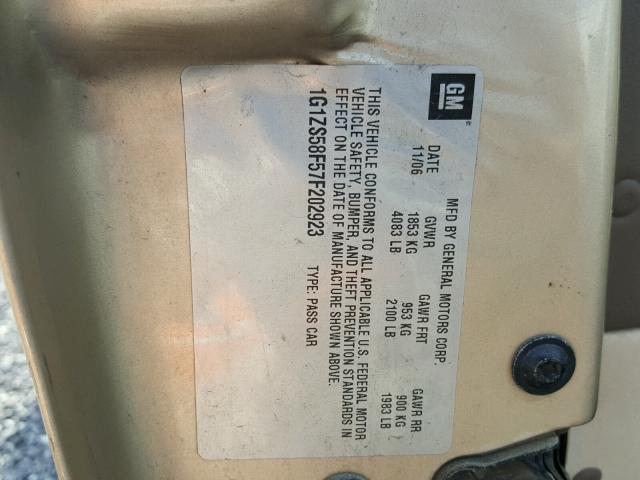 GM
MFD BY GENERAL MOTORS CORP.
DATE GVWR GAWR FRT GAWR RR
11/06 1853 KG 953 KG 900 KG
4083 LB 2100 LB 1983 LB
THIS VEHICLE CONFORMS TO ALL APPLICABLE U.S. FEDERAL MOTOR
VEHICLE SAFETY, BUMPER, AND THEFT PREVENTION STANDARDS IN
EFFECT ON THE DATE OF MANUFACTURE SHOWN ABOVE.
1G1ZS58F57F202923 TYPE: PASS CAR